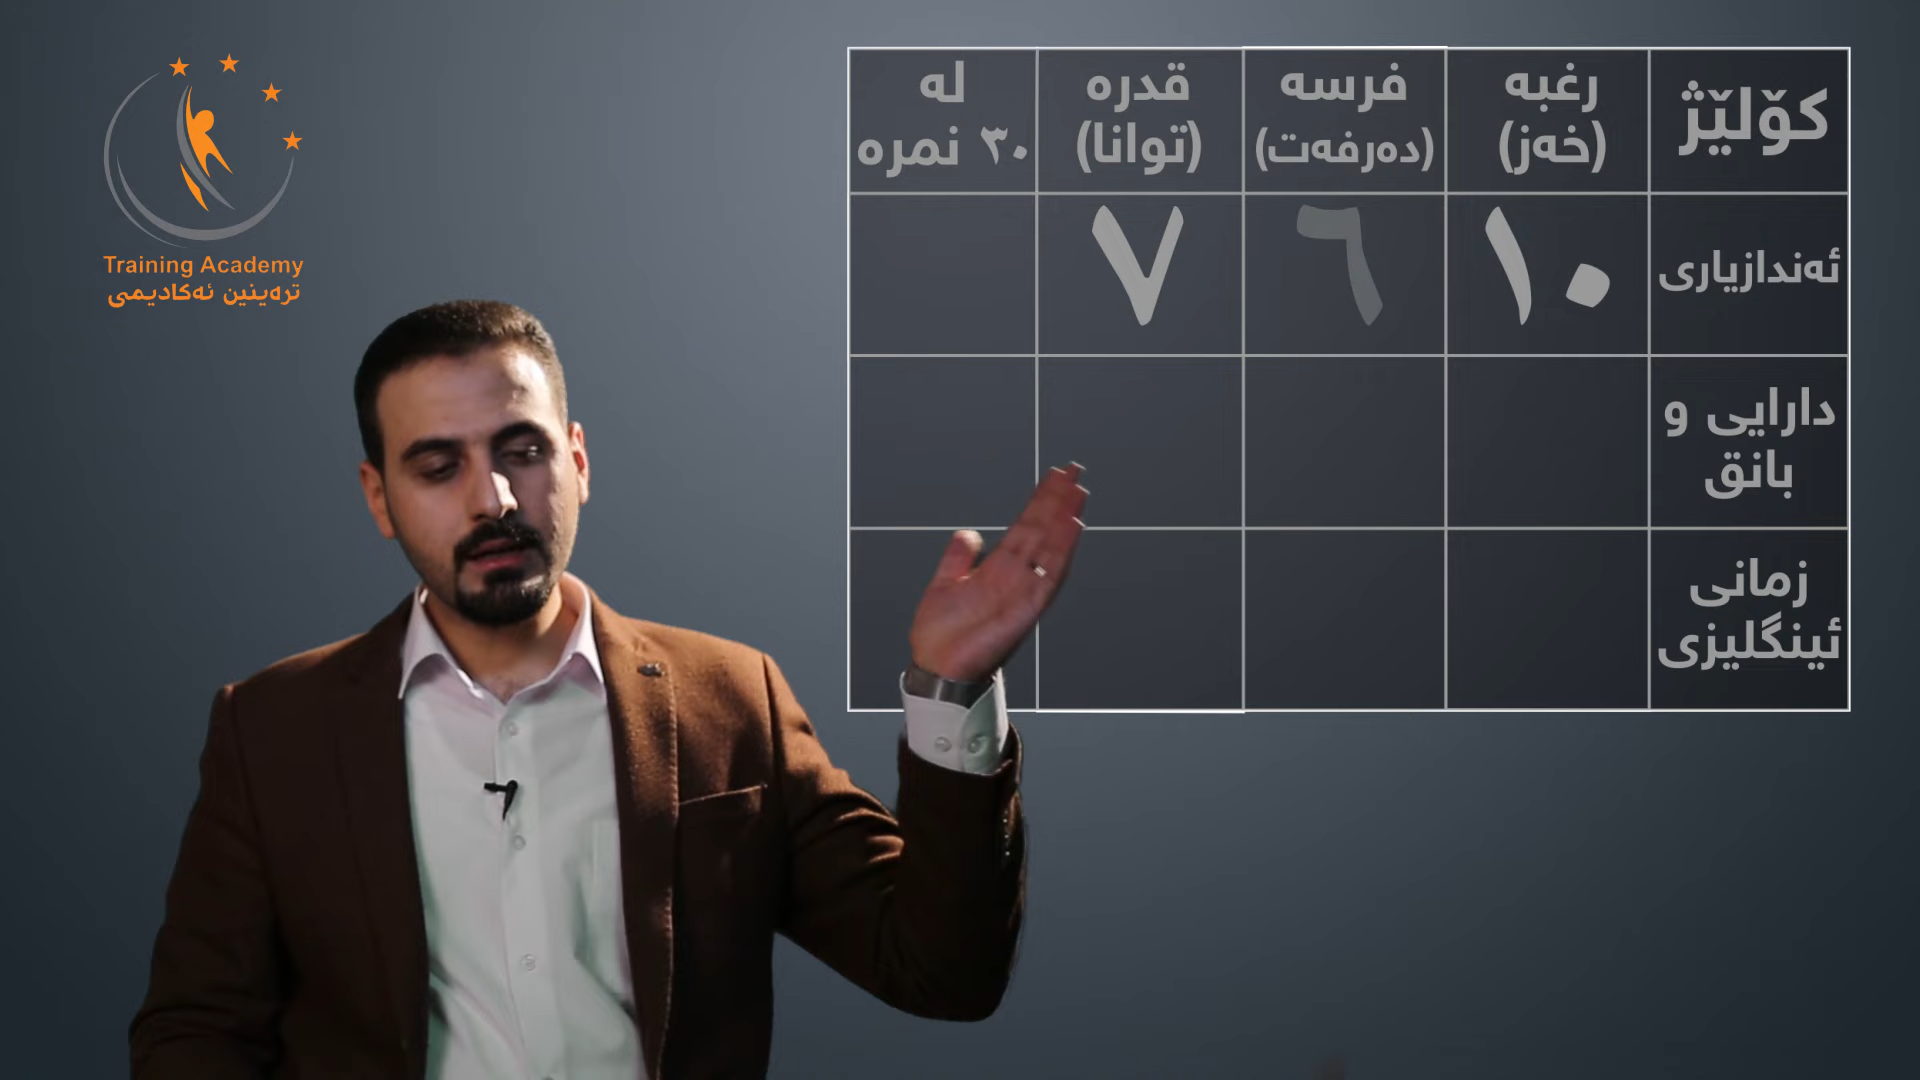 Training Academy
ترەینین ئەکادیمی
کۆلێژ
رغبە
(خەز)
فرسە
(دەرفەت)
قدرە
(توانا)
لە
٣٠ نمرە
ئەندازیاری
١٠
٦
٧
دارایی و
بانق
زمانی
ئینگلیزی